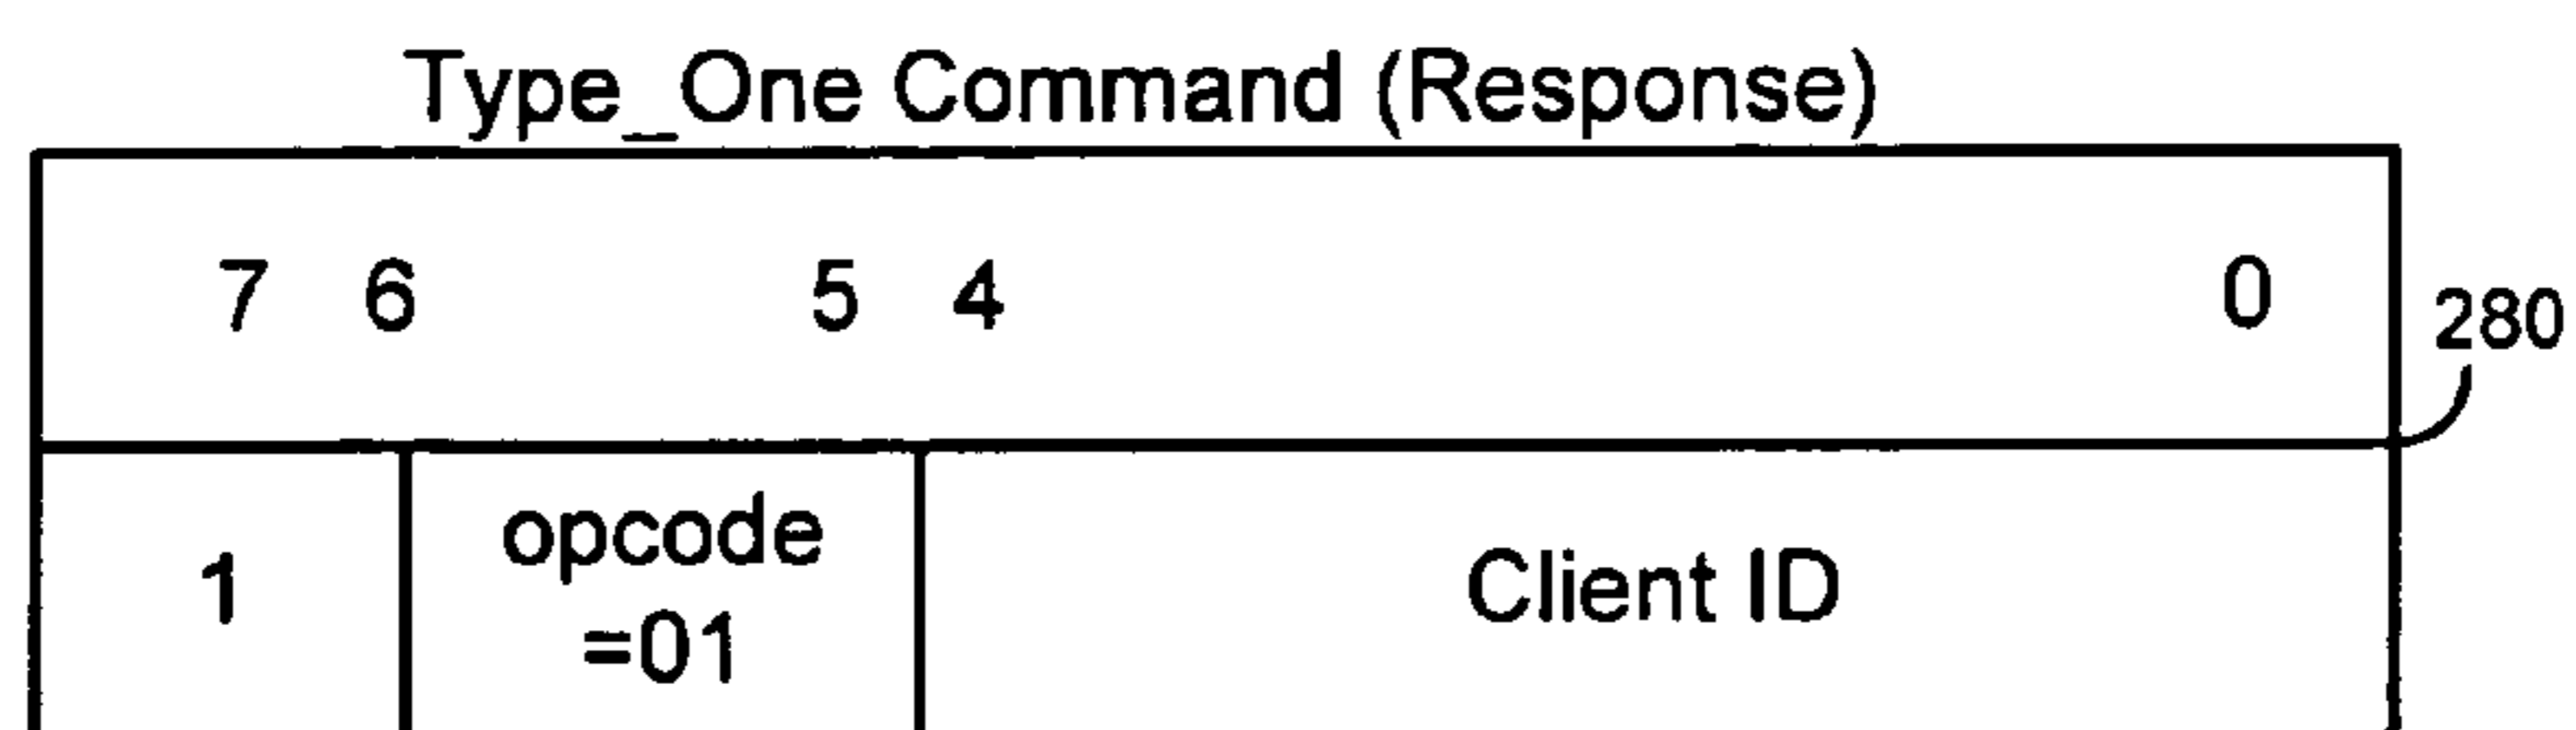 Type_One Command (Response)
7 6 5 4 0
280
1
opcode
=01
Client ID